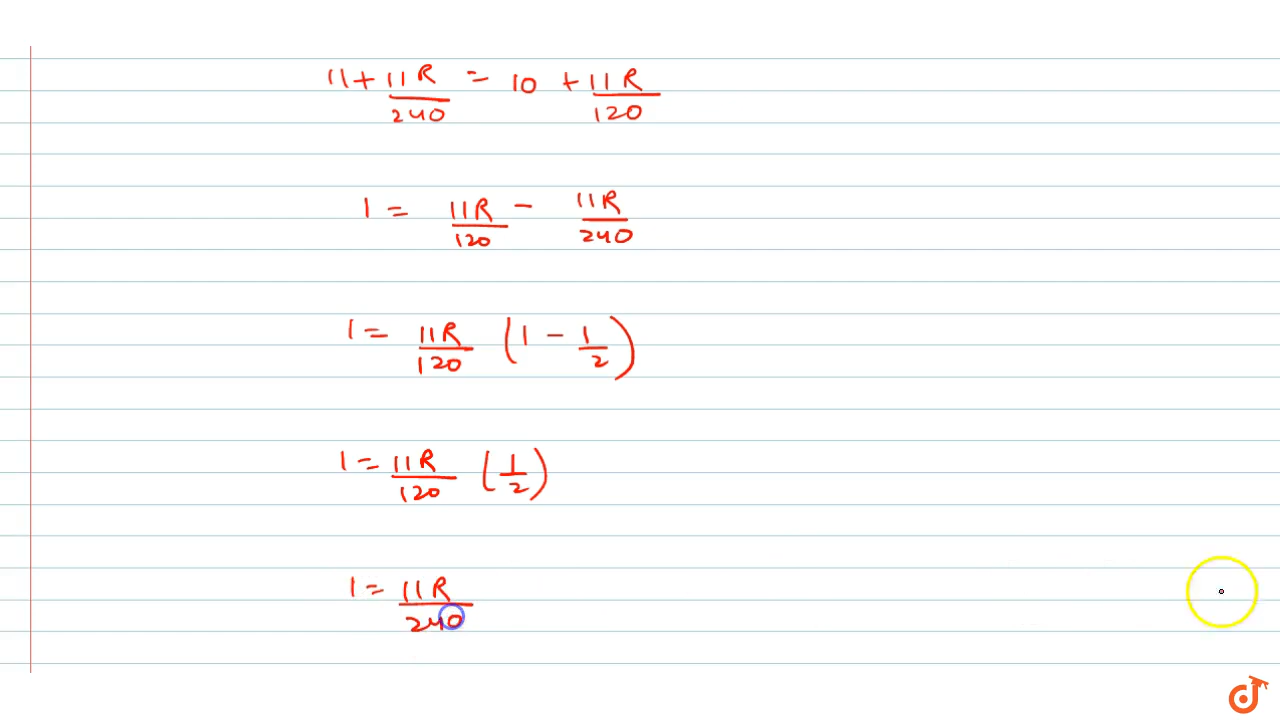 11 + 11R/240 = 10 + 11R/120
1 = 11R/120 - 11R/240
1 = 11R/120 (1 - 1/2)
1 = 11R/120 (1/2)
1 = 11R/240